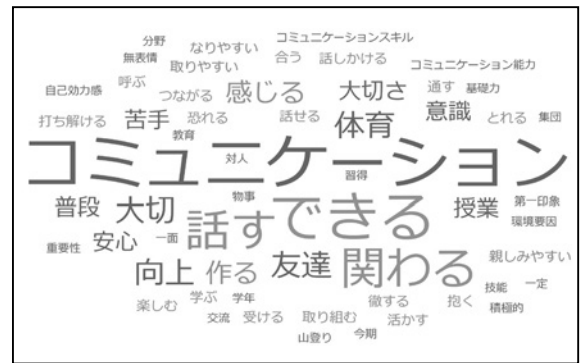 分野 なりやすい コミュニケーションスキル
無表情 取りやすい 合う 話しかける コミュニケーション能力
自己効力感 呼ぶ つながる 感じる 大切さ 通す 基礎力
打ち解ける 苦手 恐れる 話せる 体育 意識 とれる 集団
教育
コミュニケーション
対人 習得
普段 大切 物事 話す できる 授業 第一印象
環境要因
重要性 安心 一面 友達 関わる 親しみやすい
向上 作る 技能 一定
楽しむ 学ぶ 学年 徹する 抱く 積極的
交流 受ける 取り組む 活かす
山登り 今期